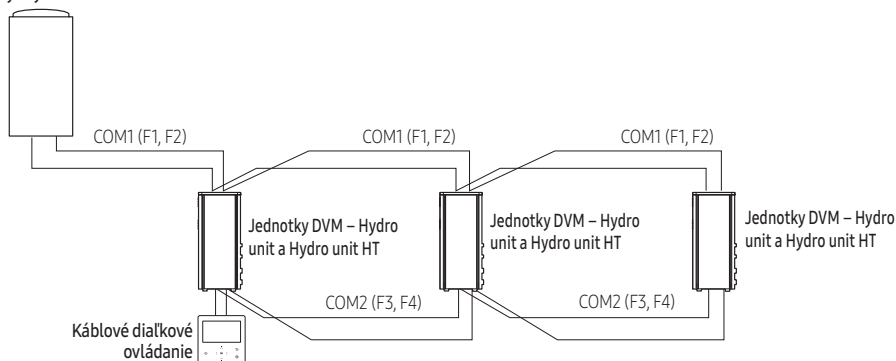 COM1 (F1, F2)
COM1 (F1, F2)
COM1 (F1, F2)
Jednotky DVM – Hydro
unit a Hydro unit HT
Jednotky DVM – Hydro
unit a Hydro unit HT
Jednotky DVM – Hydro
unit a Hydro unit HT
COM2 (F3, F4)
COM2 (F3, F4)
Káblové diaľkové
ovládanie